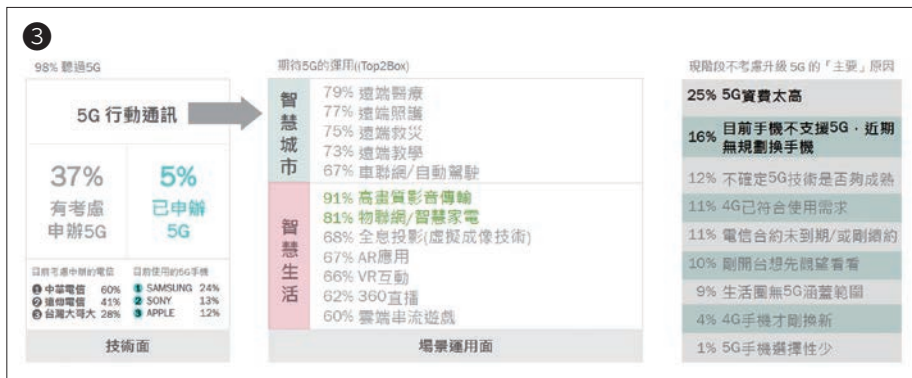 3
98% 聽過5G
5G 行動通訊
37%
有考慮
申辦5G
5%
已申辦
5G
目前考慮申辦的電信
❶ 中華電信 60%
❷ 遠傳電信 41%
❸ 台灣大哥大 28%
目前使用的5G手機
❶ SAMSUNG 24%
❷ SONY 13%
❸ APPLE 12%
技術面
期待5G的運用((Top2Box)
智慧城市
79% 遠端醫療
77% 遠端照護
75% 遠端救災
73% 遠端教學
67% 車聯網/自動駕駛
智慧生活
91% 高畫質影音傳輸
81% 物聯網/智慧家電
68% 全息投影(虛擬成像技術)
67% AR應用
66% VR互動
62% 360直播
60% 雲端串流遊戲
場景運用面
現階段不考慮升級 5G 的「主要」原因
25% 5G資費太高
16% 目前手機不支援5G，近期
無規劃換手機
12% 不確定5G技術是否夠成熟
11% 4G已符合使用需求
11% 電信合約未到期/或剛續約
10% 剛開台想先觀望看看
9% 生活圈無5G涵蓋範圍
4% 4G手機才剛換新
1% 5G手機選擇性少